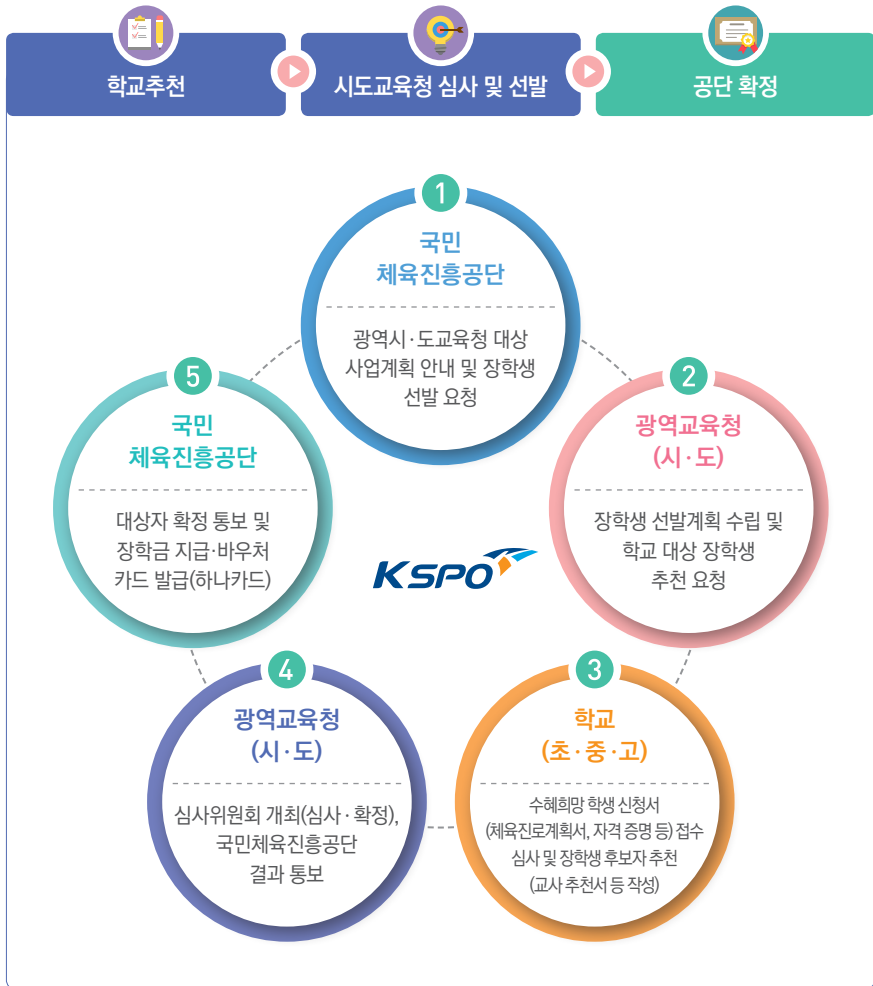 학교추천
시도교육청 심사 및 선발
공단 확정
1
국민
체육진흥공단
광역시·도교육청 대상
사업계획 안내 및 장학생
선발 요청
2
광역교육청
(시·도)
장학생 선발계획 수립 및
학교 대상 장학생
추천 요청
3
학교
(초·중·고)
수혜희망 학생 신청서
(체육진로계획서, 자격 증명 등) 접수
심사 및 장학생 후보자 추천
(교사 추천서 등 작성)
4
광역교육청
(시·도)
심사위원회 개최(심사·확정),
국민체육진흥공단
결과 통보
5
국민
체육진흥공단
대상자 확정 통보 및
장학금 지급·바우처
카드 발급(하나카드)
KSPO